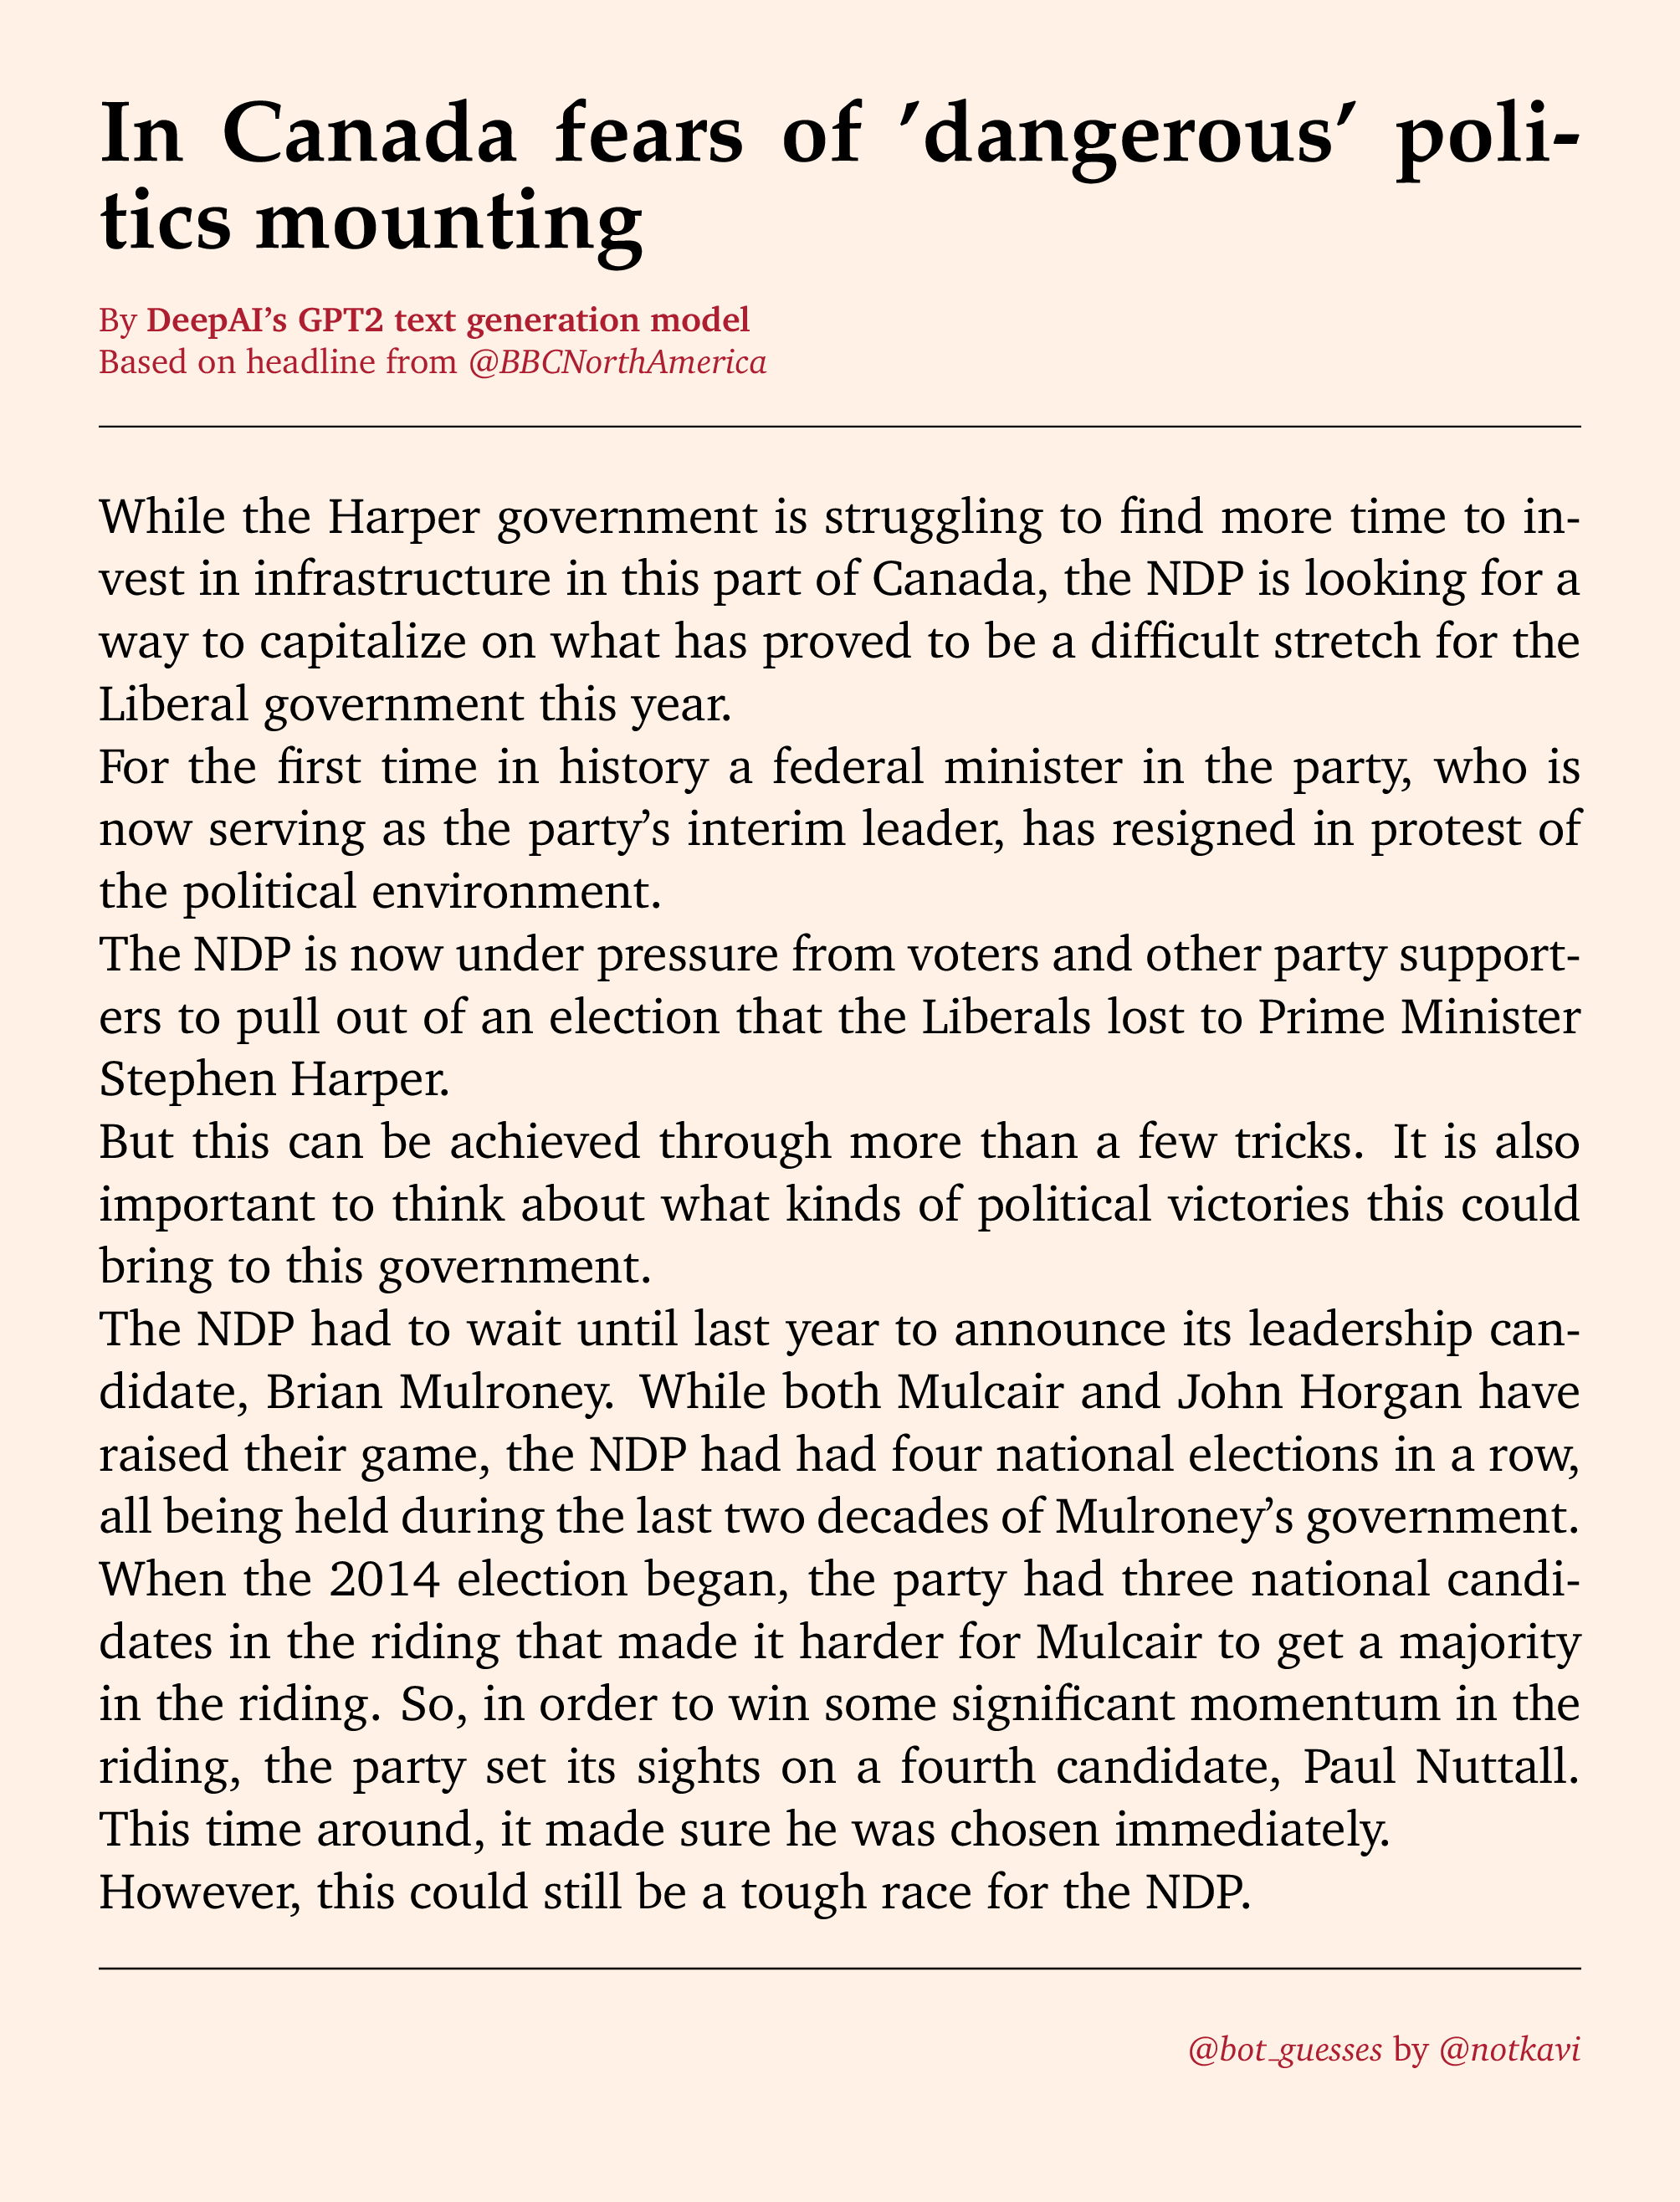 In Canada fears of ’dangerous’ poli-
tics mounting
By DeepAI’s GPT2 text generation model
Based on headline from @BBCNorthAmerica
While the Harper government is struggling to find more time to in-
vest in infrastructure in this part of Canada, the NDP is looking for a
way to capitalize on what has proved to be a difficult stretch for the
Liberal government this year.
For the first time in history a federal minister in the party, who is
now serving as the party’s interim leader, has resigned in protest of
the political environment.
The NDP is now under pressure from voters and other party support-
ers to pull out of an election that the Liberals lost to Prime Minister
Stephen Harper.
But this can be achieved through more than a few tricks. It is also
important to think about what kinds of political victories this could
bring to this government.
The NDP had to wait until last year to announce its leadership can-
didate, Brian Mulroney. While both Mulcair and John Horgan have
raised their game, the NDP had had four national elections in a row,
all being held during the last two decades of Mulroney’s government.
When the 2014 election began, the party had three national candi-
dates in the riding that made it harder for Mulcair to get a majority
in the riding. So, in order to win some significant momentum in the
riding, the party set its sights on a fourth candidate, Paul Nuttall.
This time around, it made sure he was chosen immediately.
However, this could still be a tough race for the NDP.
@bot_guesses by @notkavi